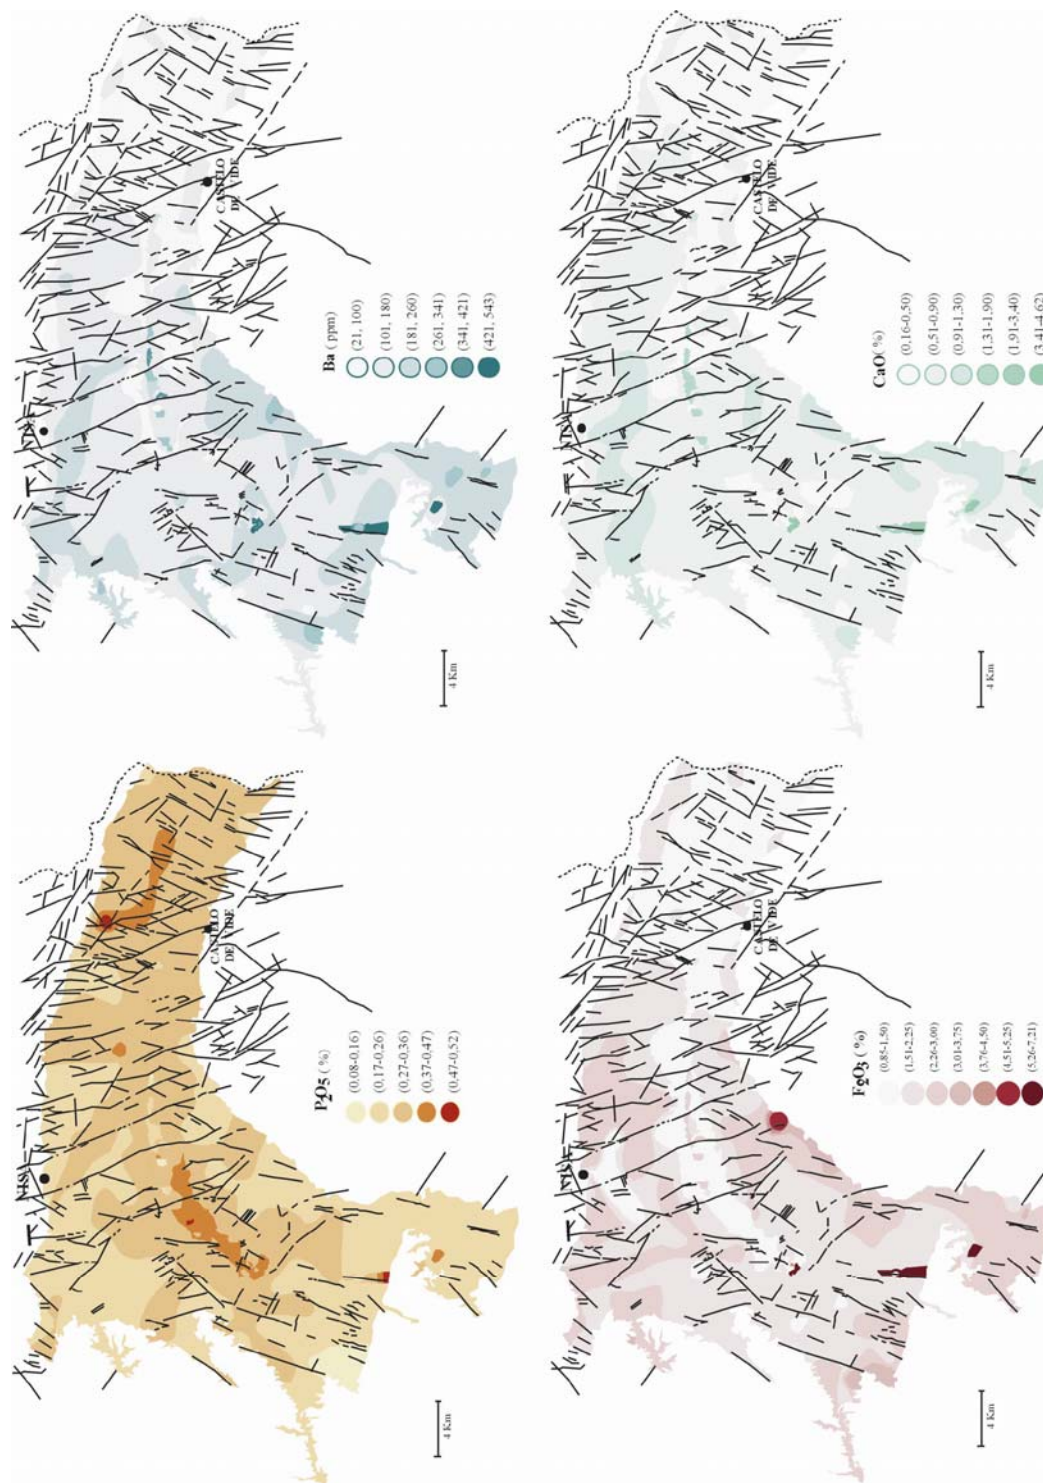 NISA
CASTELO
DE VIDE
P2O5 ( %)
(0,08-0,16)
(0,17-0,26)
(0,27-0,36)
(0,37-0,47)
(0,47-0,52)
4 Km
NISA
CASTELO
DE VIDE
Ba ( ppm)
(21, 100)
(101, 180)
(181, 260)
(261, 341)
(341, 421)
(421, 543)
4 Km
NISA
CASTELO
DE VIDE
Fe2O3 (%)
(0,85-1,50)
(1,51-2,25)
(2,26-3,00)
(3,01-3,75)
(3,76-4,50)
(4,51-5,25)
(5,26-7,21)
4 Km
NISA
CASTELO
DE VIDE
CaO(%)
(0,16-0,50)
(0,51-0,90)
(0,91-1,30)
(1,31-1,90)
(1,91-3,40)
(3,41-4,62)
4 Km